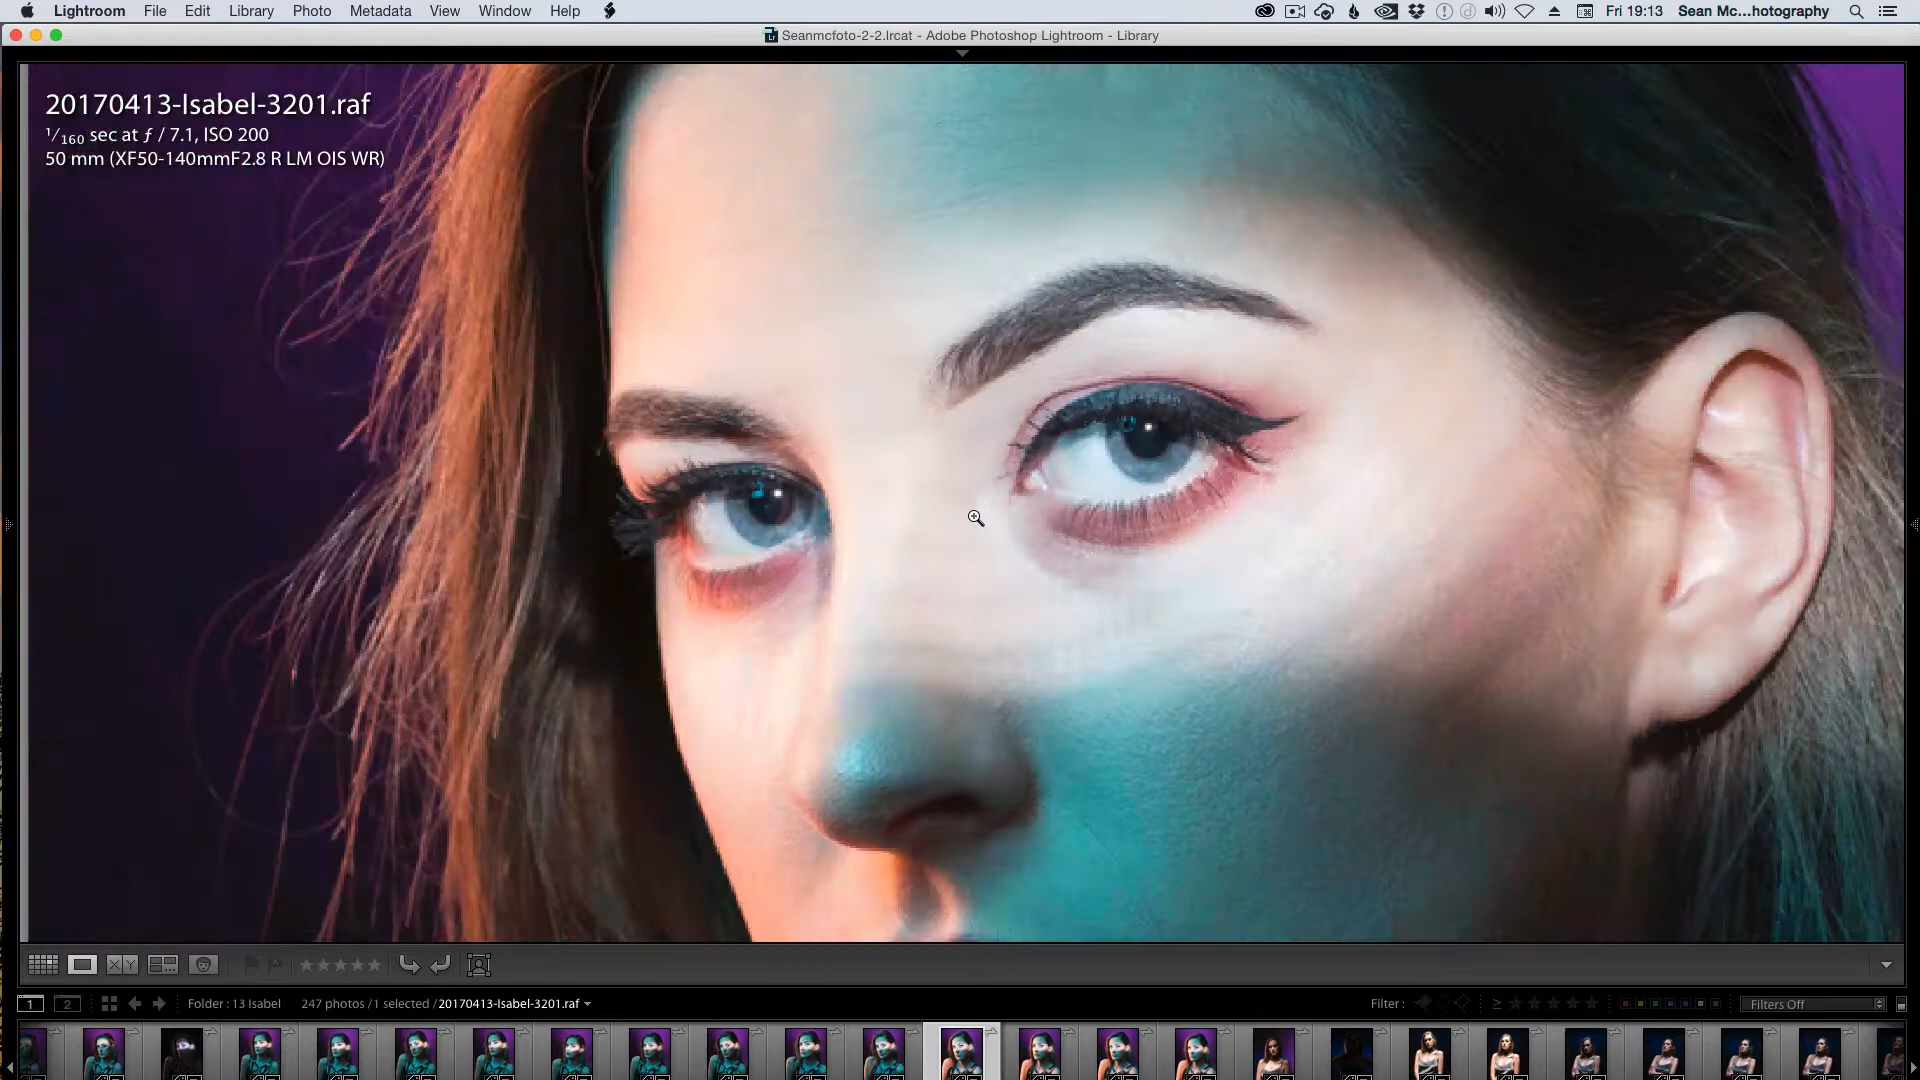 Lightroom File Edit Library Photo Metadata View Window Help Fri 19:13 Sean Mc...hotography
Seanmcfoto-2-2.lrcat - Adobe Photoshop Lightroom - Library
20170413-Isabel-3201.raf
1/160 sec at ƒ / 7.1, ISO 200
50 mm (XF50-140mmF2.8 R LM OIS WR)
X Y
1 2 Folder : 13 Isabel 247 photos /1 selected /20170413-Isabel-3201.raf Filter : ≥ Filters Off